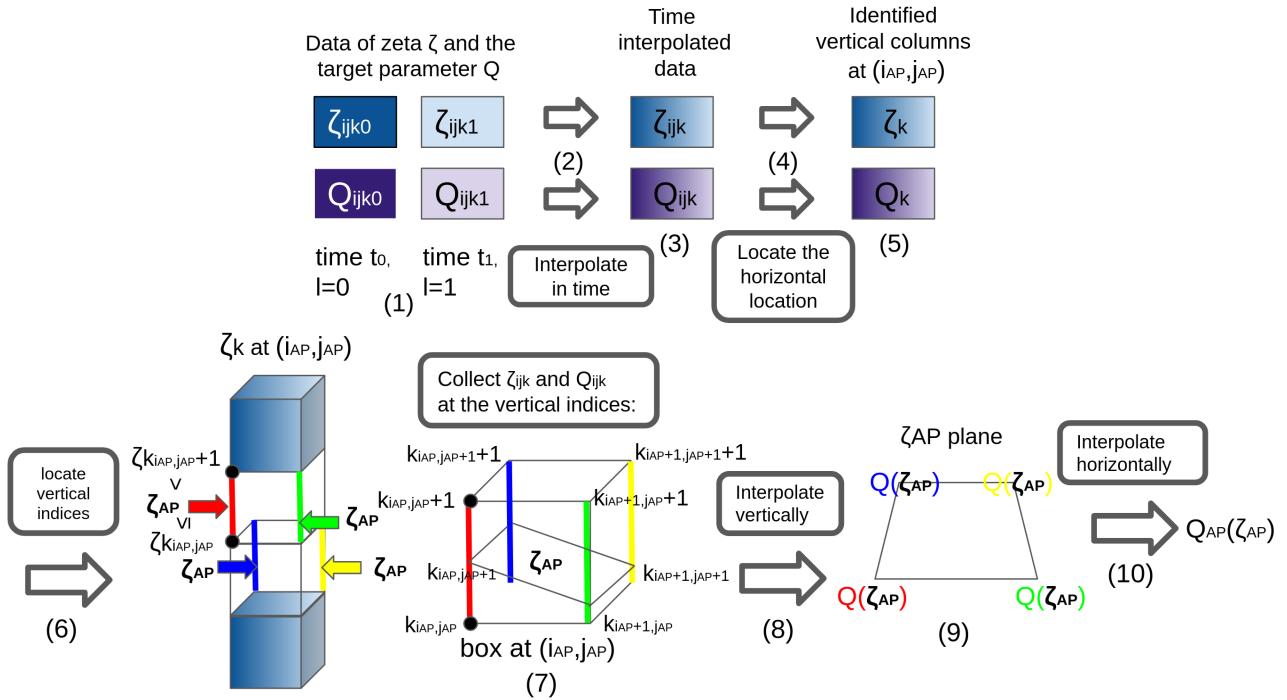 Data of zeta ζ and the
target parameter Q
Time
interpolated
data
Identified
vertical columns
at (iAP,jAP)
ζijk0
ζijk1
ζijk
ζk
(2)
(4)
Qijk0
Qijk1
Qijk
Qk
(3)
(5)
time t0,
l=0
time t1,
l=1
(1)
Interpolate
in time
Locate the
horizontal
location
ζk at (iAP,jAP)
Collect ζijk and Qijk
at the vertical indices:
locate
vertical
indices
(6)
ζkiAP,jAP+1
<
ζAP
≤
ζkiAP,jAP
ζAP
ζAP
ζAP
kiAP,jAP+1+1
kiAP+1,jAP+1+1
kiAP,jAP+1
kiAP+1,jAP+1
ζAP
kiAP,jAP+1
kiAP+1,jAP+1
kiAP,jAP
kiAP+1,jAP
box at (iAP,jAP)
(7)
Interpolate
vertically
(8)
ζAP plane
Q(ζAP)
Q(ζAP)
Q(ζAP)
Q(ζAP)
(9)
Interpolate
horizontally
(10)
QAP(ζAP)